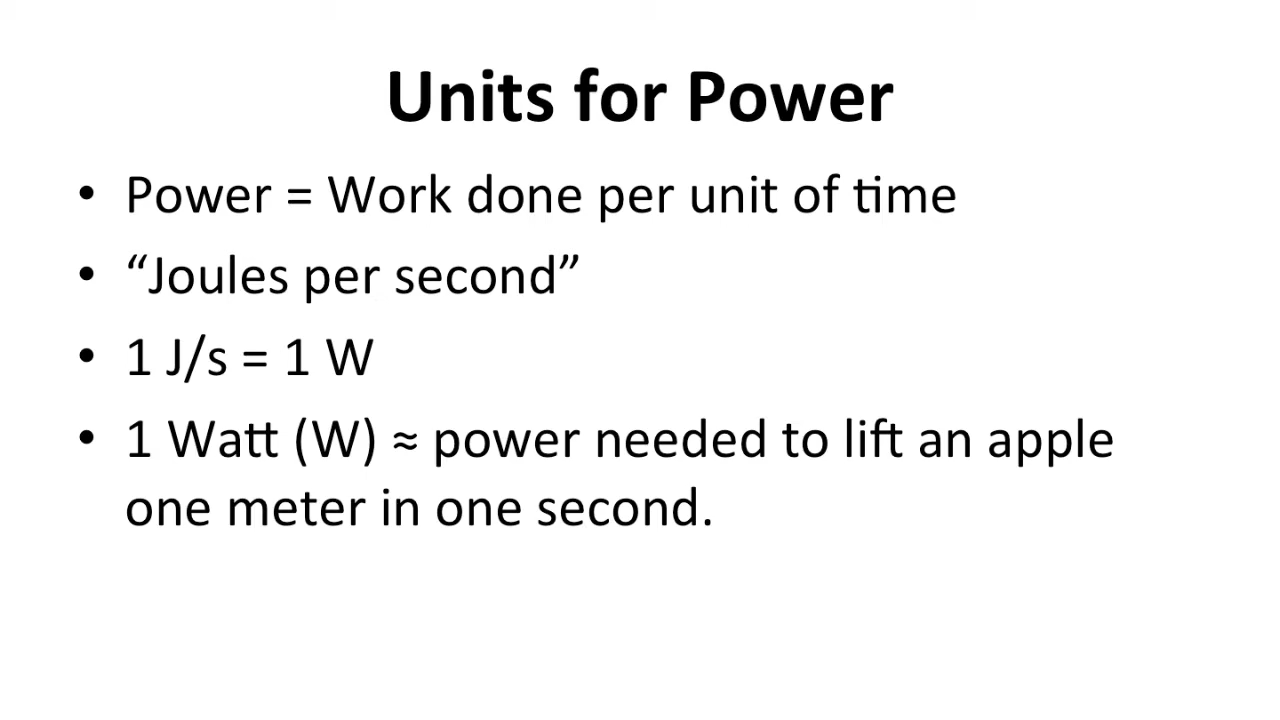 Units for Power
• Power = Work done per unit of time
• “Joules per second”
• 1 J/s = 1 W
• 1 Watt (W) ≈ power needed to lift an apple
one meter in one second.